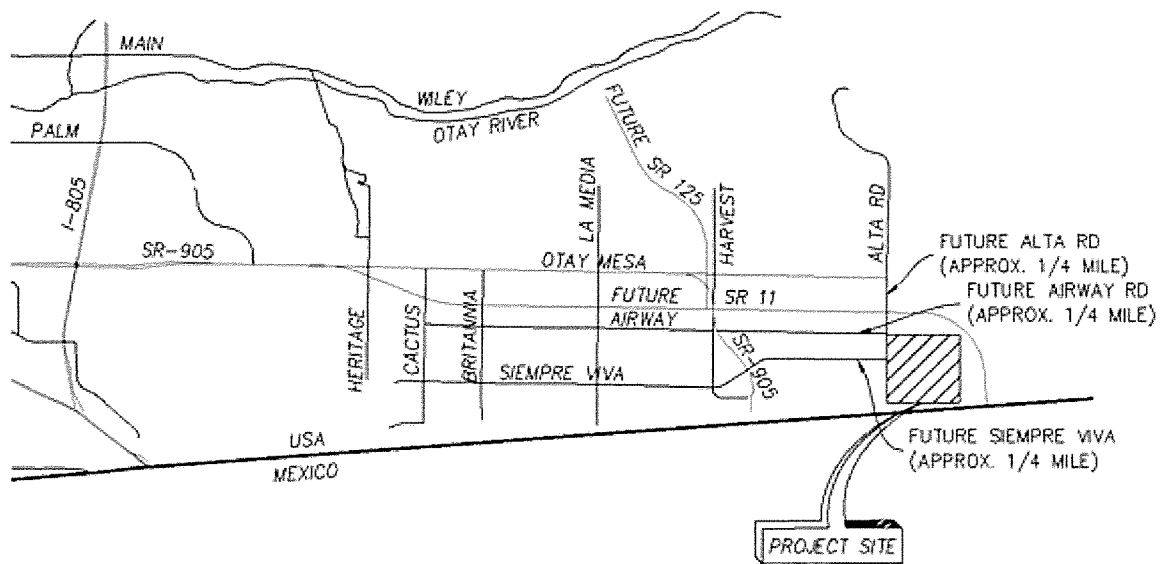 MAIN
WILEY
OTAY RIVER
PALM
I-805
FUTURE SR 125
LA MEDIA
HARVEST
ALTA RD
SR-905
OTAY MESA
FUTURE ALTA RD
(APPROX. 1/4 MILE)
FUTURE AIRWAY RD
(APPROX. 1/4 MILE)
FUTURE SR 11
AIRWAY
HERITAGE
CACTUS
BRITANNIA
SIEMPRE VIVA
SR-905
USA
MEXICO
FUTURE SIEMPRE VIVA
(APPROX. 1/4 MILE)
PROJECT SITE